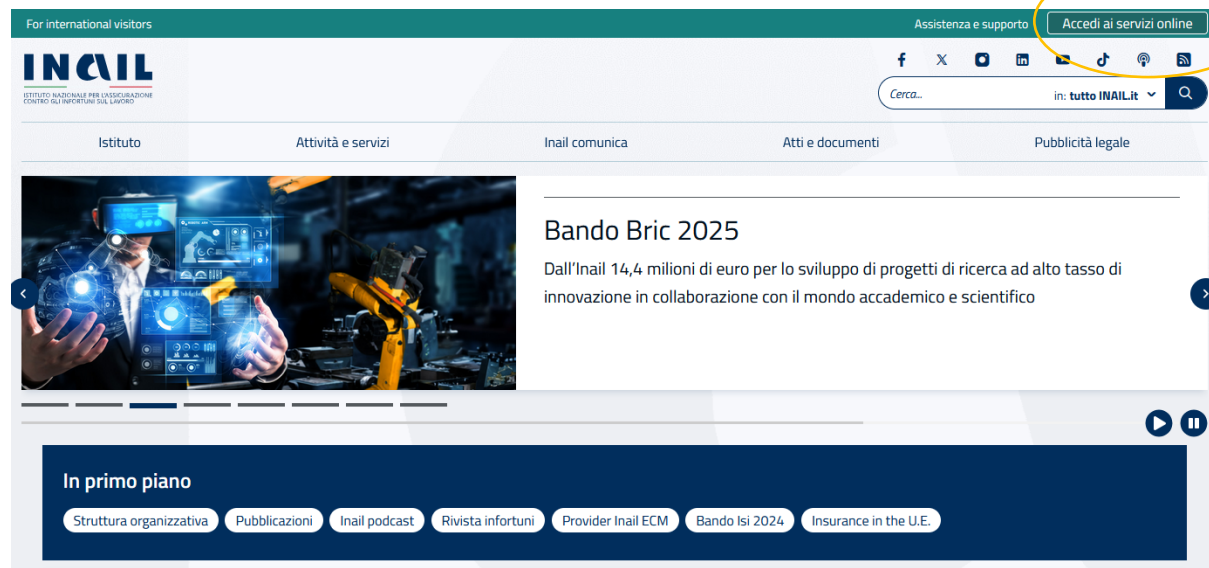 For international visitors
Assistenza e supporto
Accedi ai servizi online
INAIL
ISTITUTO NAZIONALE PER L'ASSICURAZIONE
CONTRO GLI INFORTUNI SUL LAVORO
Cerca...
in: tutto INAIL.it
Istituto
Attività e servizi
Inail comunica
Atti e documenti
Pubblicità legale
Bando Bric 2025
Dall'Inail 14,4 milioni di euro per lo sviluppo di progetti di ricerca ad alto tasso di
innovazione in collaborazione con il mondo accademico e scientifico
In primo piano
Struttura organizzativa
Pubblicazioni
Inail podcast
Rivista infortuni
Provider Inail ECM
Bando Isi 2024
Insurance in the U.E.